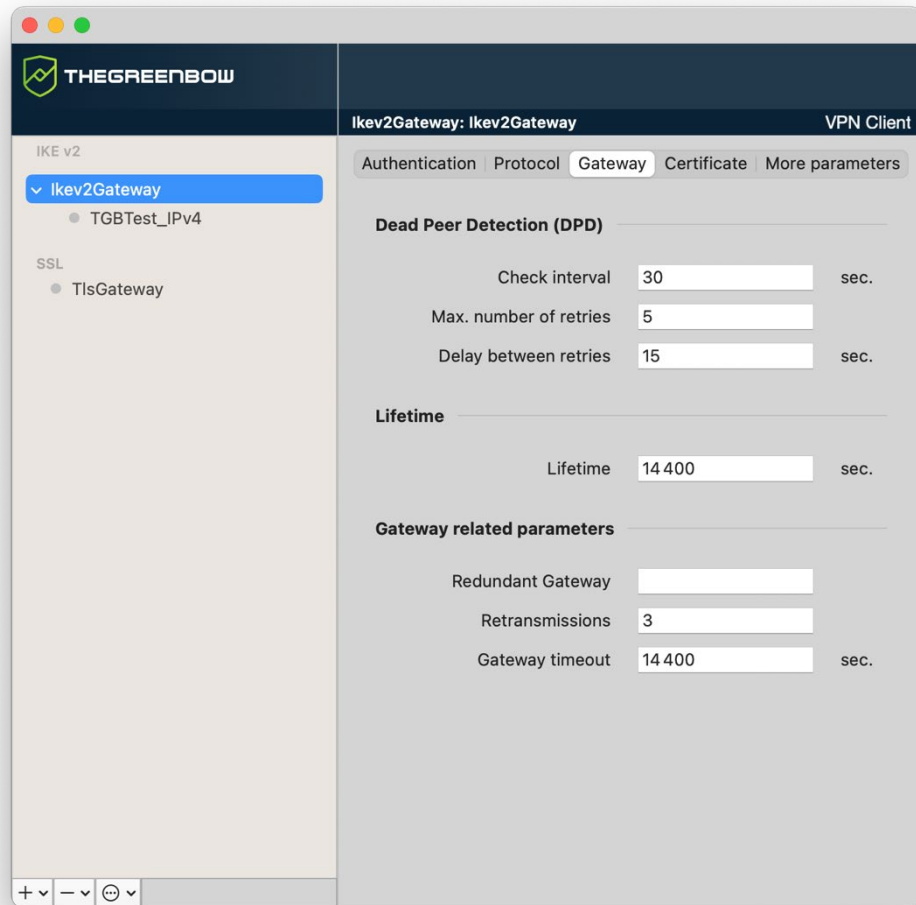 THEGREENBOW
Ikev2Gateway: Ikev2Gateway VPN Client
IKE v2
Ikev2Gateway
TGBTest_IPv4
SSL
TlsGateway
Authentication Protocol Gateway Certificate More parameters
Dead Peer Detection (DPD)
Check interval 30 sec.
Max. number of retries 5
Delay between retries 15 sec.
Lifetime
Lifetime 14 400 sec.
Gateway related parameters
Redundant Gateway
Retransmissions 3
Gateway timeout 14 400 sec.